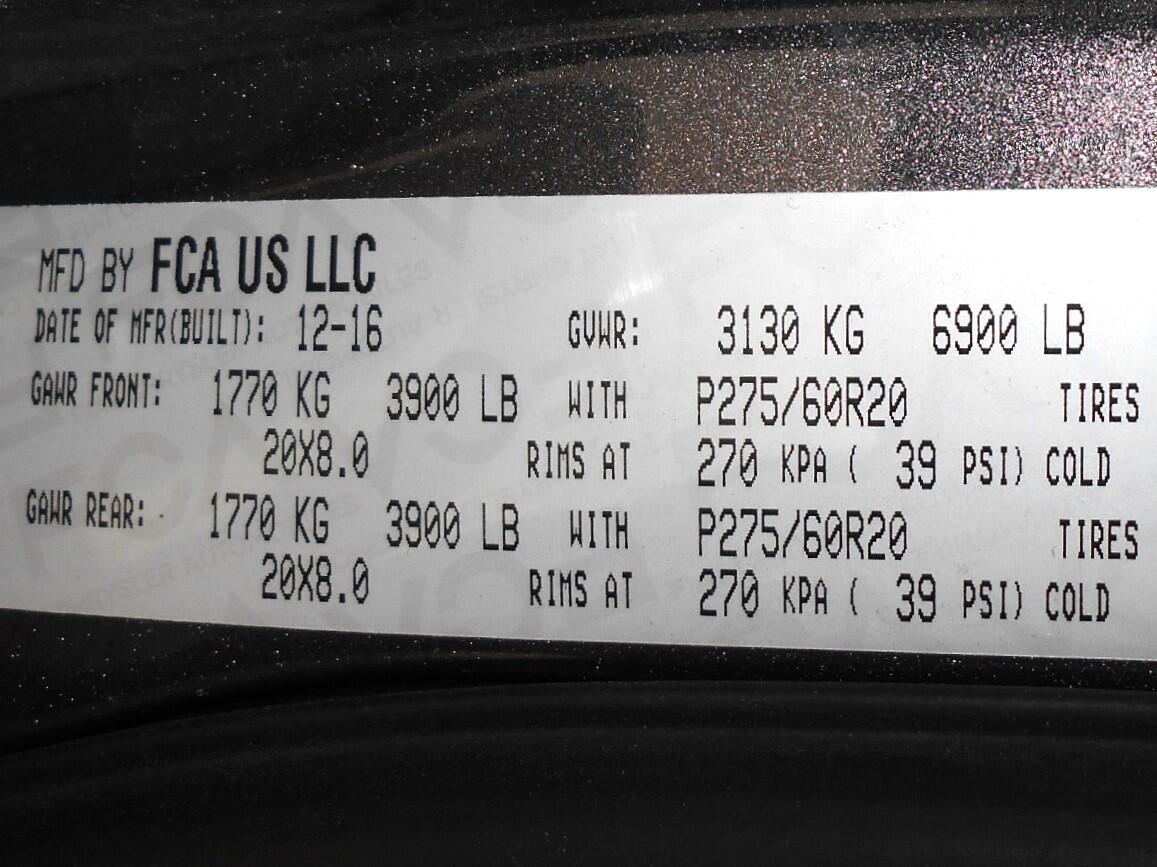 MFD BY FCA US LLC
DATE OF MFR(BUILT): 12-16 GVWR: 3130 KG 6900 LB
GAWR FRONT: 1770 KG 3900 LB WITH P275/60R20 TIRES
20X8.0 RIMS AT 270 KPA ( 39 PSI) COLD
GAWR REAR: 1770 KG 3900 LB WITH P275/60R20 TIRES
20X8.0 RIMS AT 270 KPA ( 39 PSI) COLD